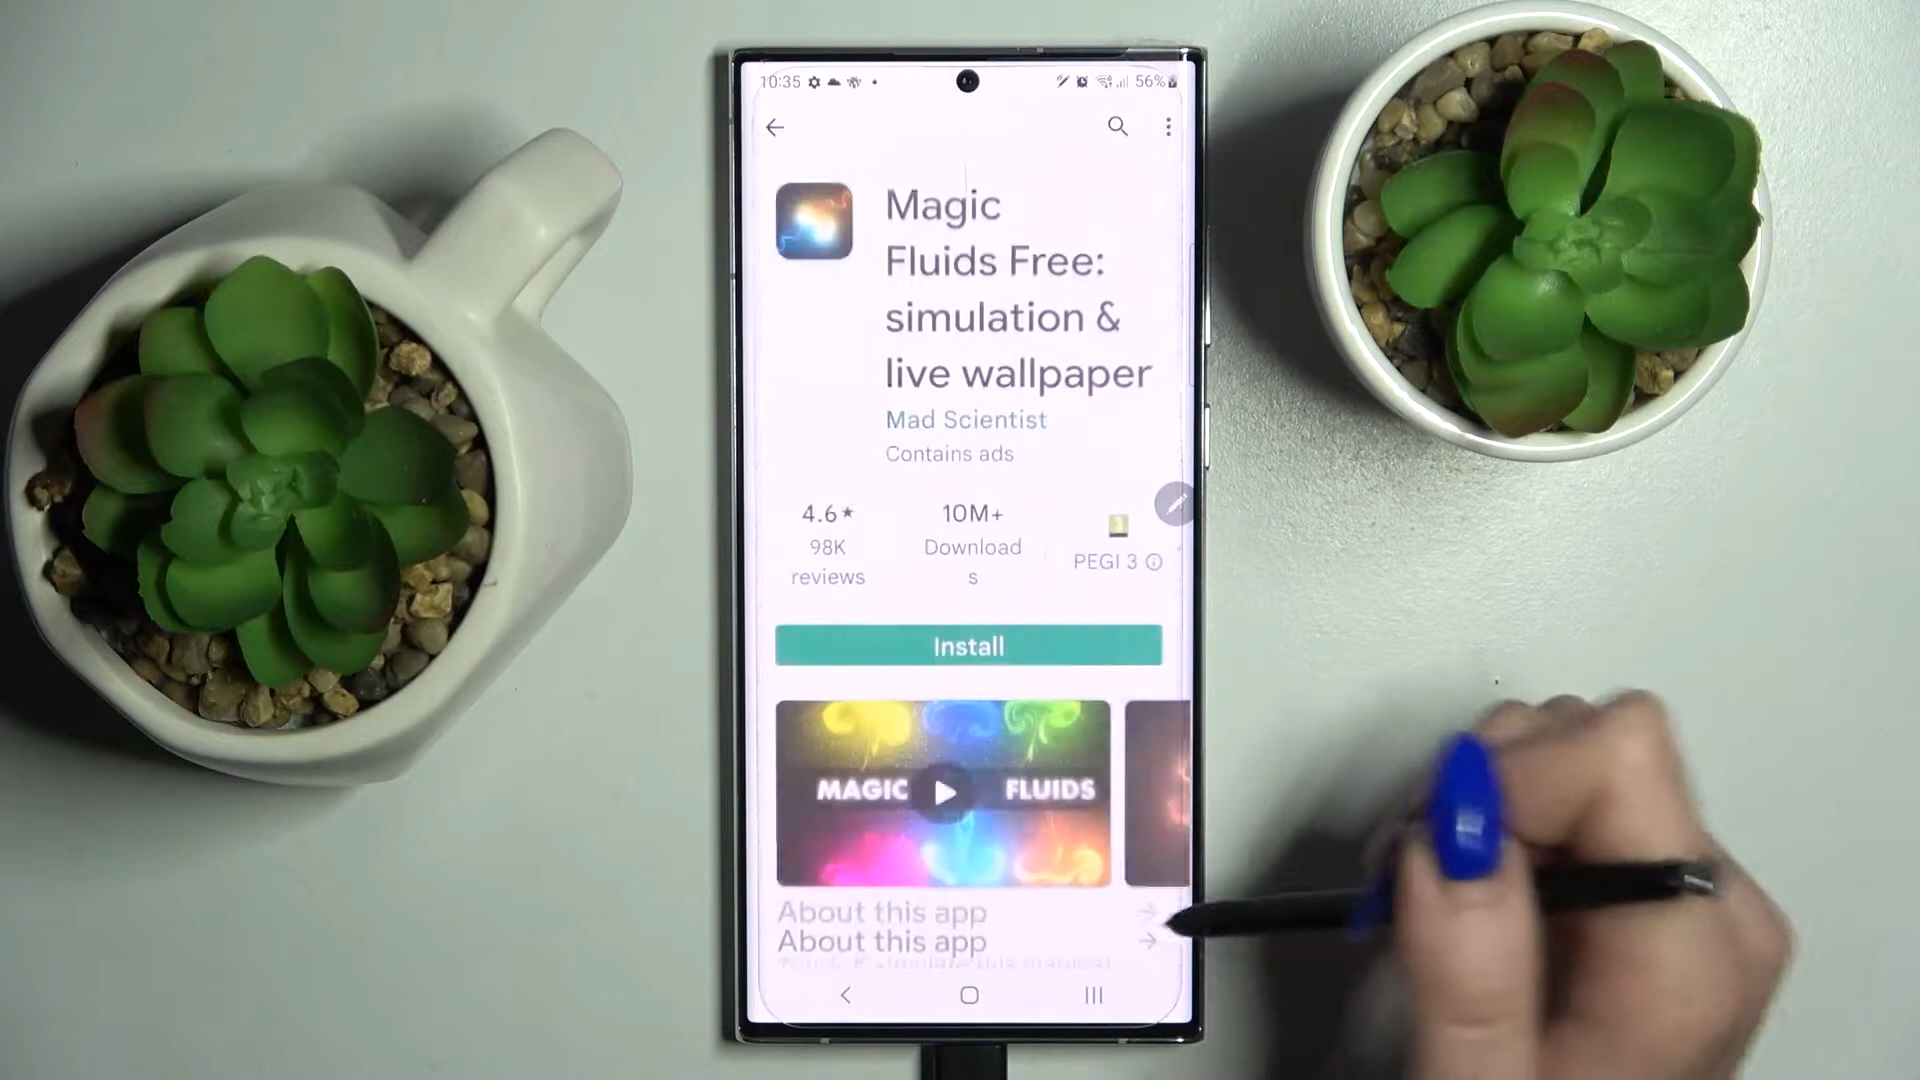 10:35 56%
Magic
Fluids Free:
simulation &
live wallpaper
Mad Scientist
Contains ads
4.6★ 10M+
98K Download PEGI 3
reviews s
Install
MAGIC FLUIDS
About this app
About this app